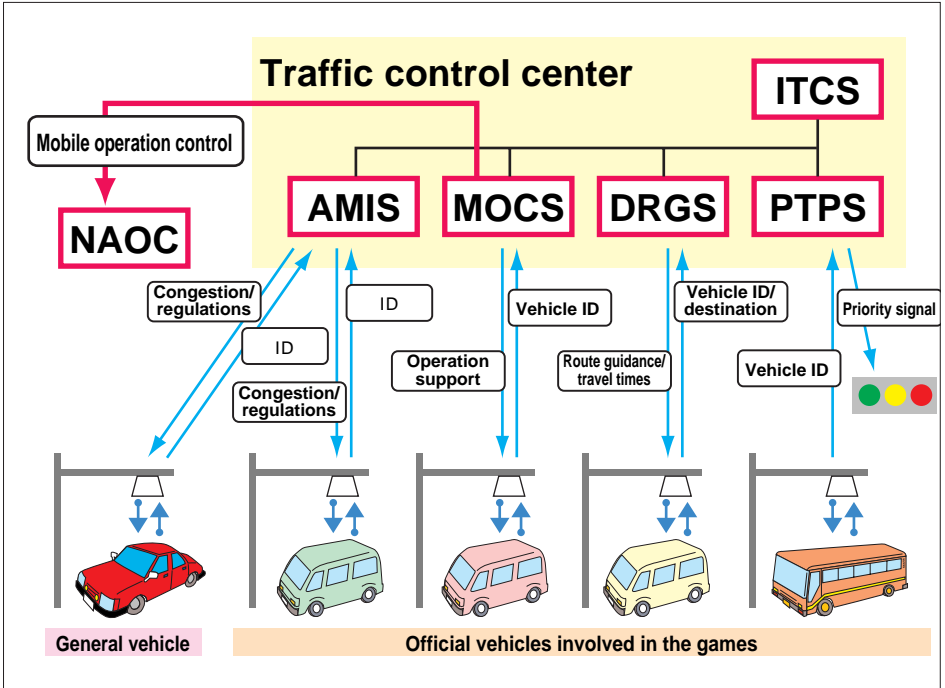 Traffic control center
ITCS
Mobile operation control
AMIS
MOCS
DRGS
PTPS
NAOC
Congestion/
regulations
ID
ID
Congestion/
regulations
Vehicle ID
Operation
support
Vehicle ID/
destination
Route guidance/
travel times
Priority signal
Vehicle ID
General vehicle
Official vehicles involved in the games